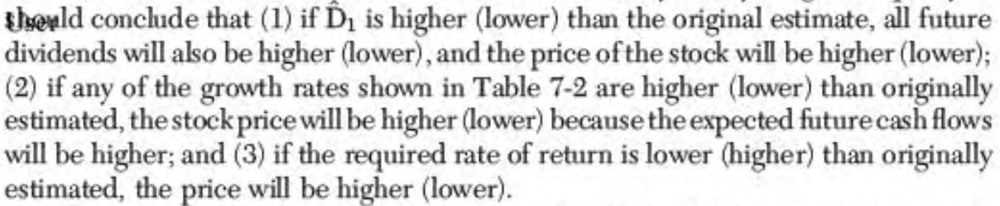 should conclude that (1) if D̂₁ is higher (lower) than the original estimate, all future
dividends will also be higher (lower), and the price of the stock will be higher (lower);
(2) if any of the growth rates shown in Table 7-2 are higher (lower) than originally
estimated, the stock price will be higher (lower) because the expected future cash flows
will be higher; and (3) if the required rate of return is lower (higher) than originally
estimated, the price will be higher (lower).